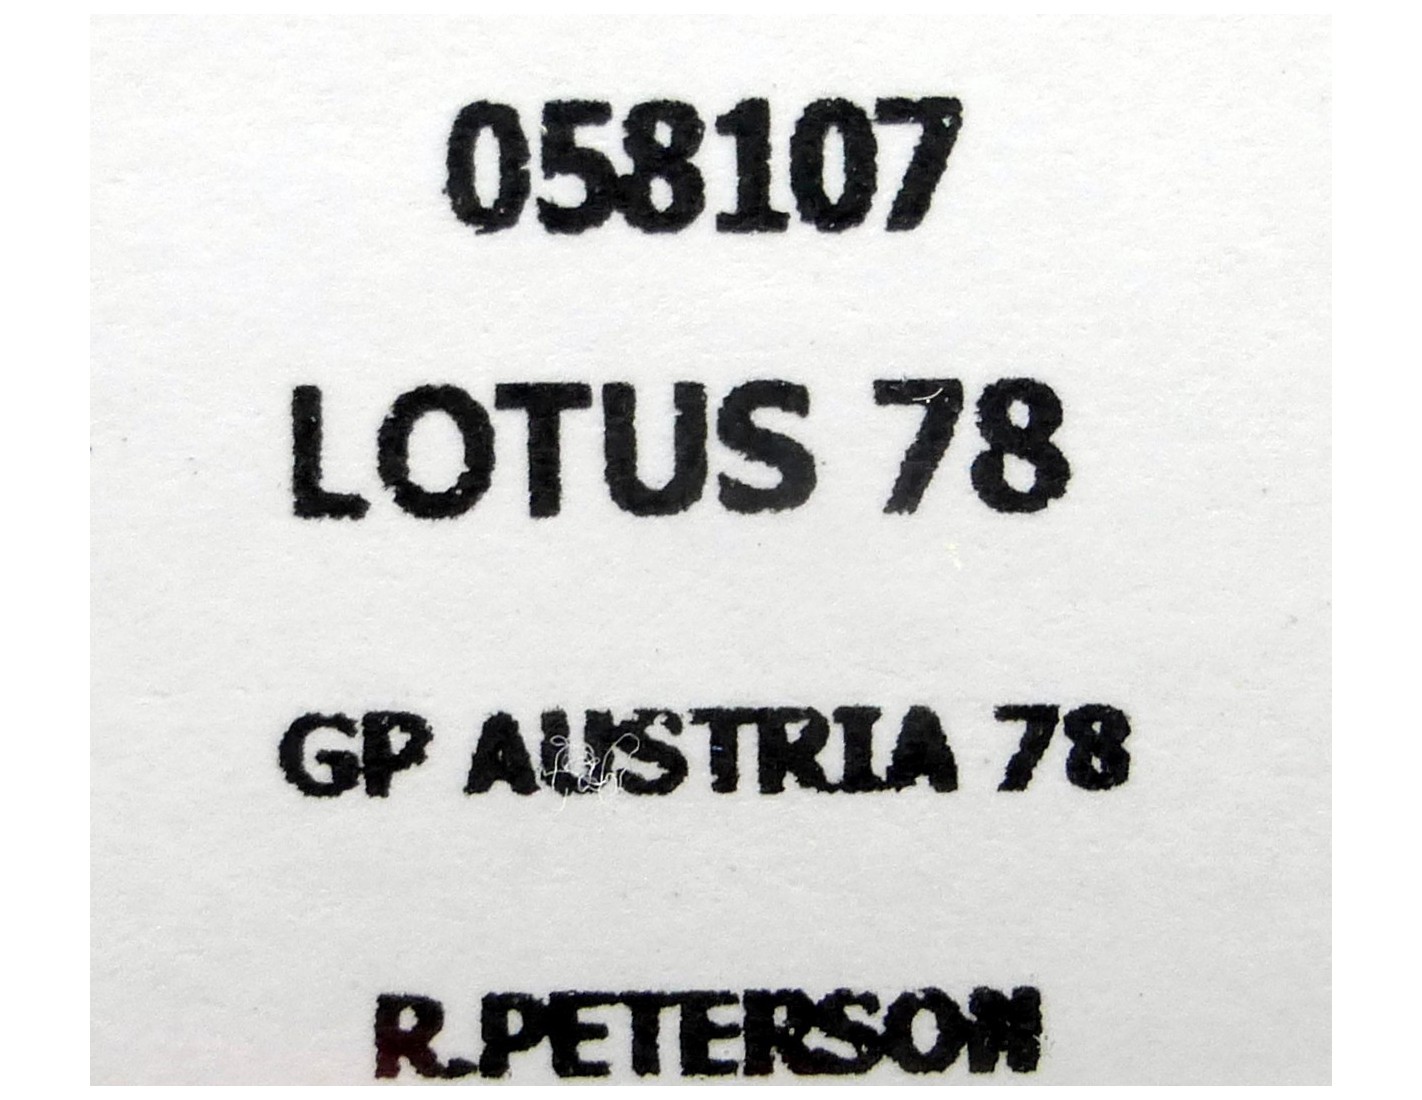 058107
LOTUS 78
GP AUSTRIA 78
R.PETERSON